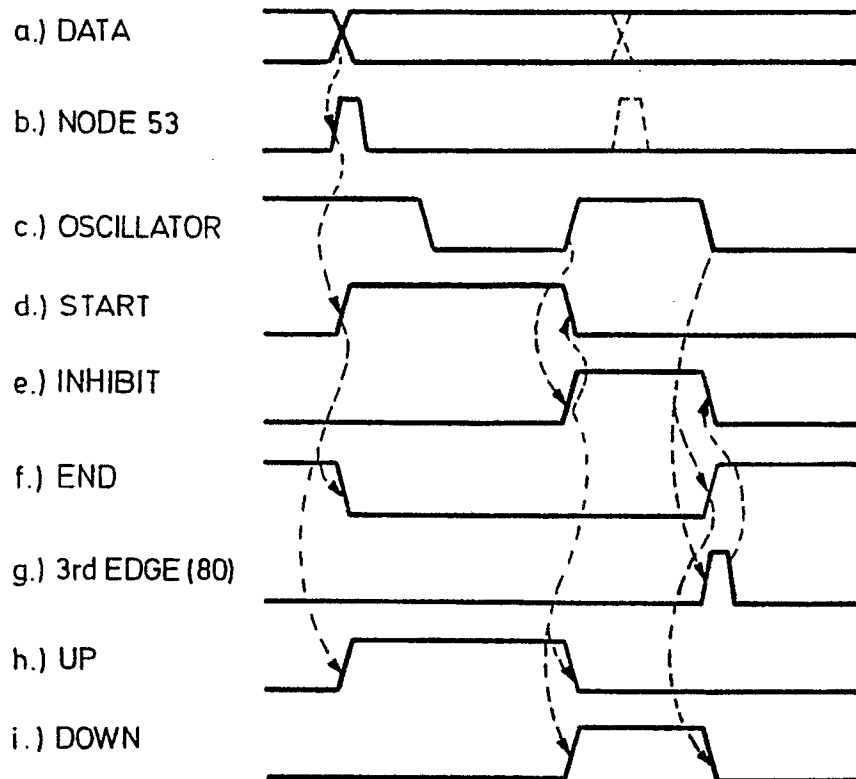 a.) DATA
b.) NODE 53
c.) OSCILLATOR
d.) START
e.) INHIBIT
f.) END
g.) 3rd EDGE (80)
h.) UP
i.) DOWN